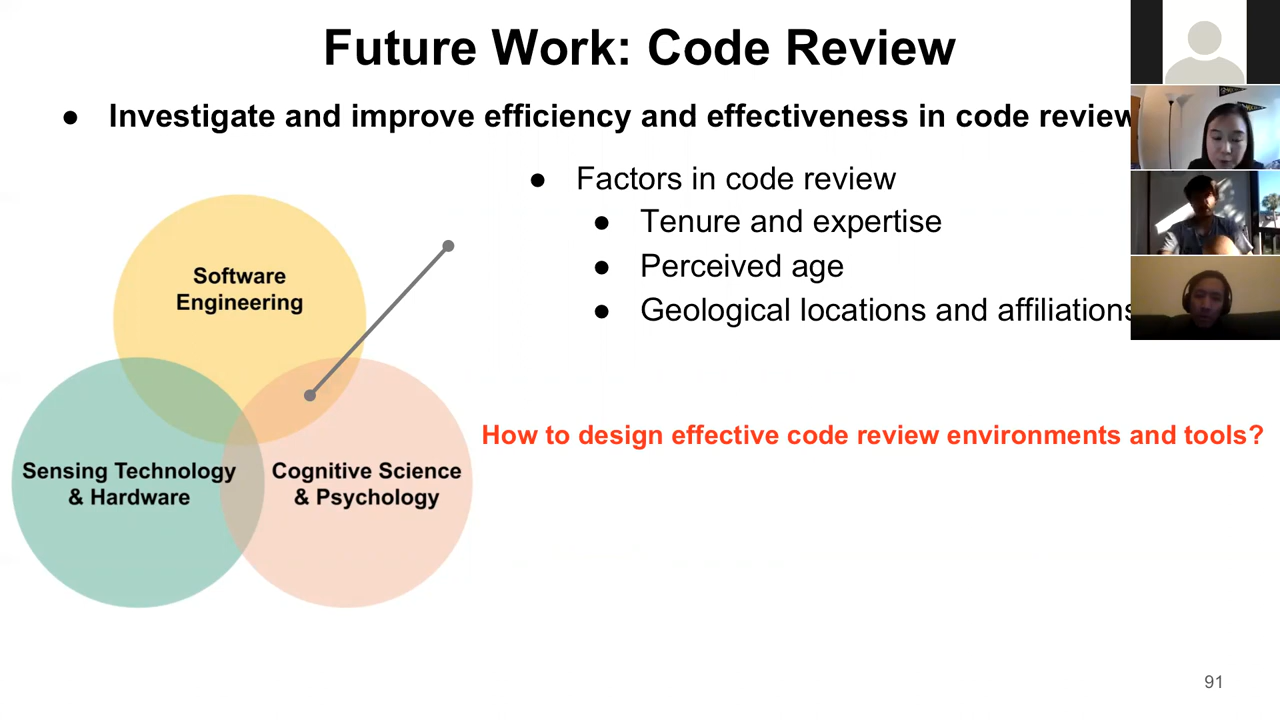 Future Work: Code Review
● Investigate and improve efficiency and effectiveness in code review
● Factors in code review
● Tenure and expertise
● Perceived age
● Geological locations and affiliations
Software
Engineering
How to design effective code review environments and tools?
Sensing Technology
& Hardware
Cognitive Science
& Psychology
91